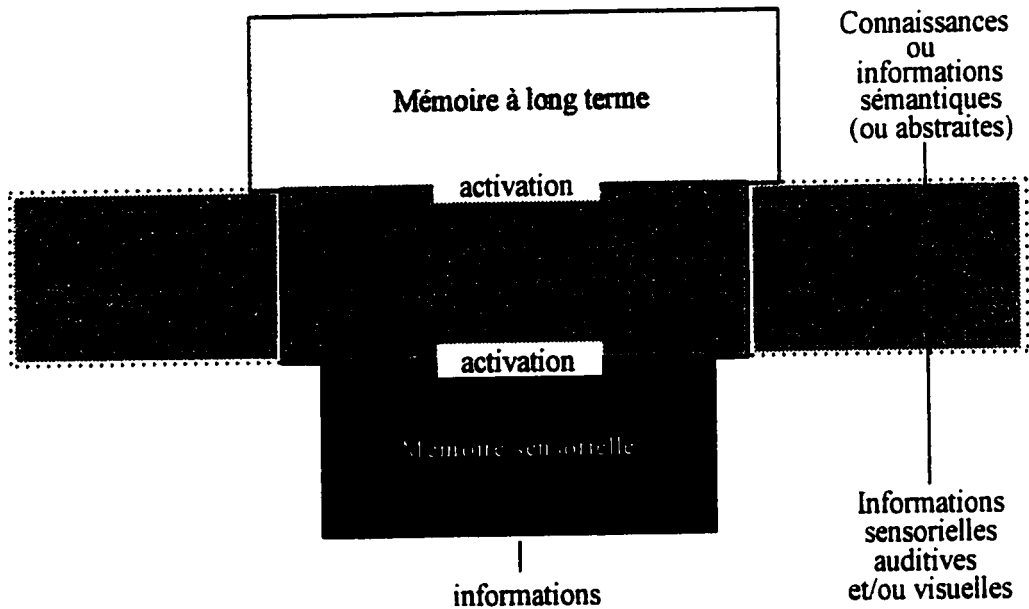 Connaissances
ou
informations
sémantiques
(ou abstraites)
Mémoire à long terme
activation
activation
Mémoire sensorielle
informations
Informations
sensorielles
auditives
et/ou visuelles